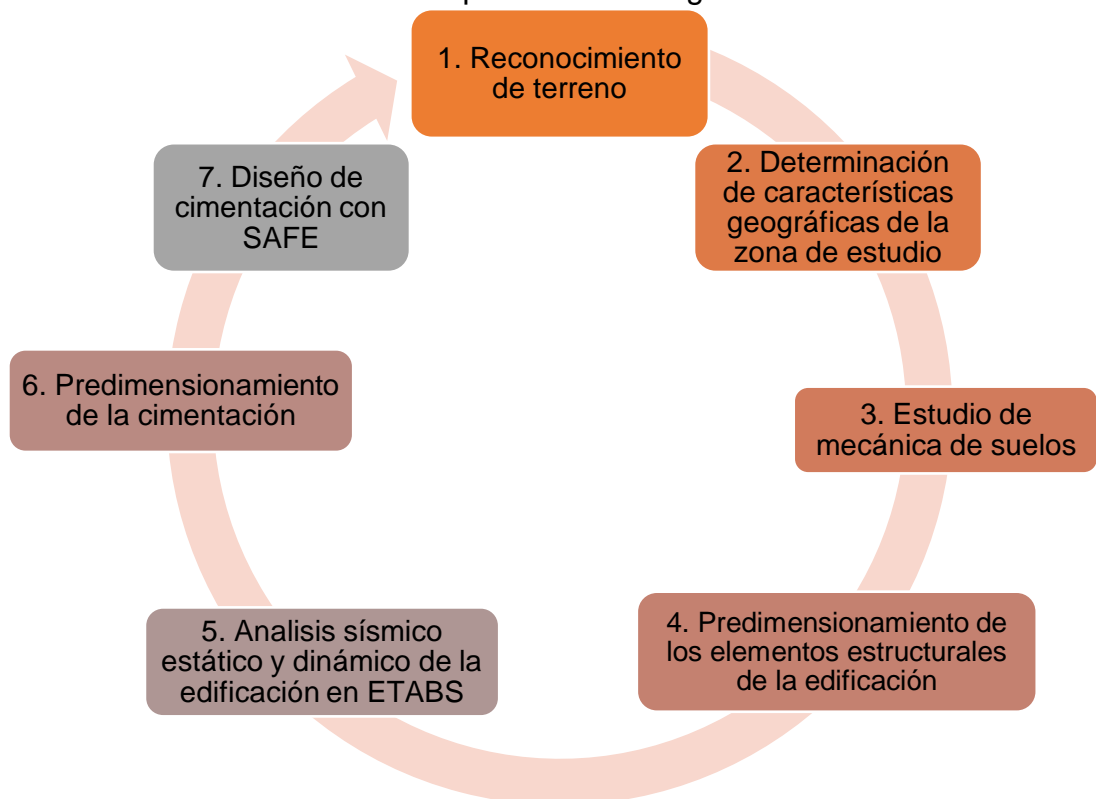 1. Reconocimiento
de terreno
2. Determinación
de características
geográficas de la
zona de estudio
3. Estudio de
mecánica de suelos
4. Predimensionamiento de
los elementos estructurales
de la edificación
5. Analisis sísmico
estático y dinámico de la
edificación en ETABS
6. Predimensionamiento
de la cimentación
7. Diseño de
cimentación con
SAFE